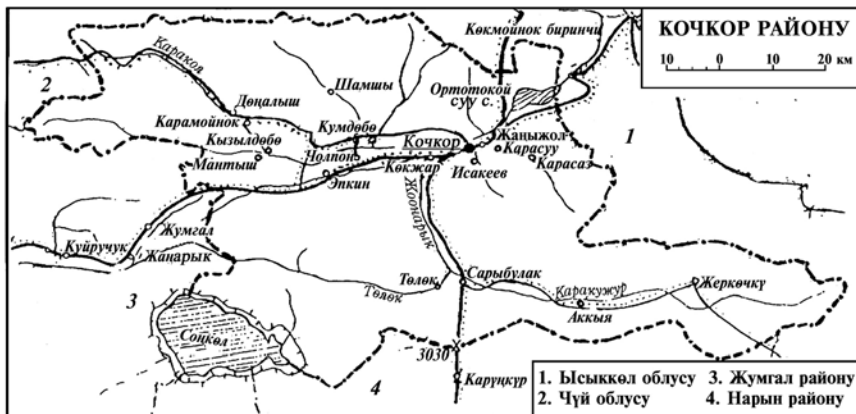 КОЧКОР РАЙОНУ
10 0 10 20 км
Көкмойнок биринчи
Каракол
2
Шамшы
Ортотокой
суу с.
Доңалыш
1
Карамойнок
Кумдөбө
Жаңыжол
Кызылдөбө
Кочкор
Карасуу
Мантыш
Чолпон
Көкжар
Карасаз
Эпкин
Исакеев
Жоонарык
Жумгал
Куйручук
Жаңарык
Төлөк
Төлөк
Сарыбулак
Каракужур
Жеркөчкү
3
Аккыя
Соңкөл
3030
4
Каруңкүр
1. Ысыккөл облусу 3. Жумгал району
2. Чүй облусу 4. Нарын району